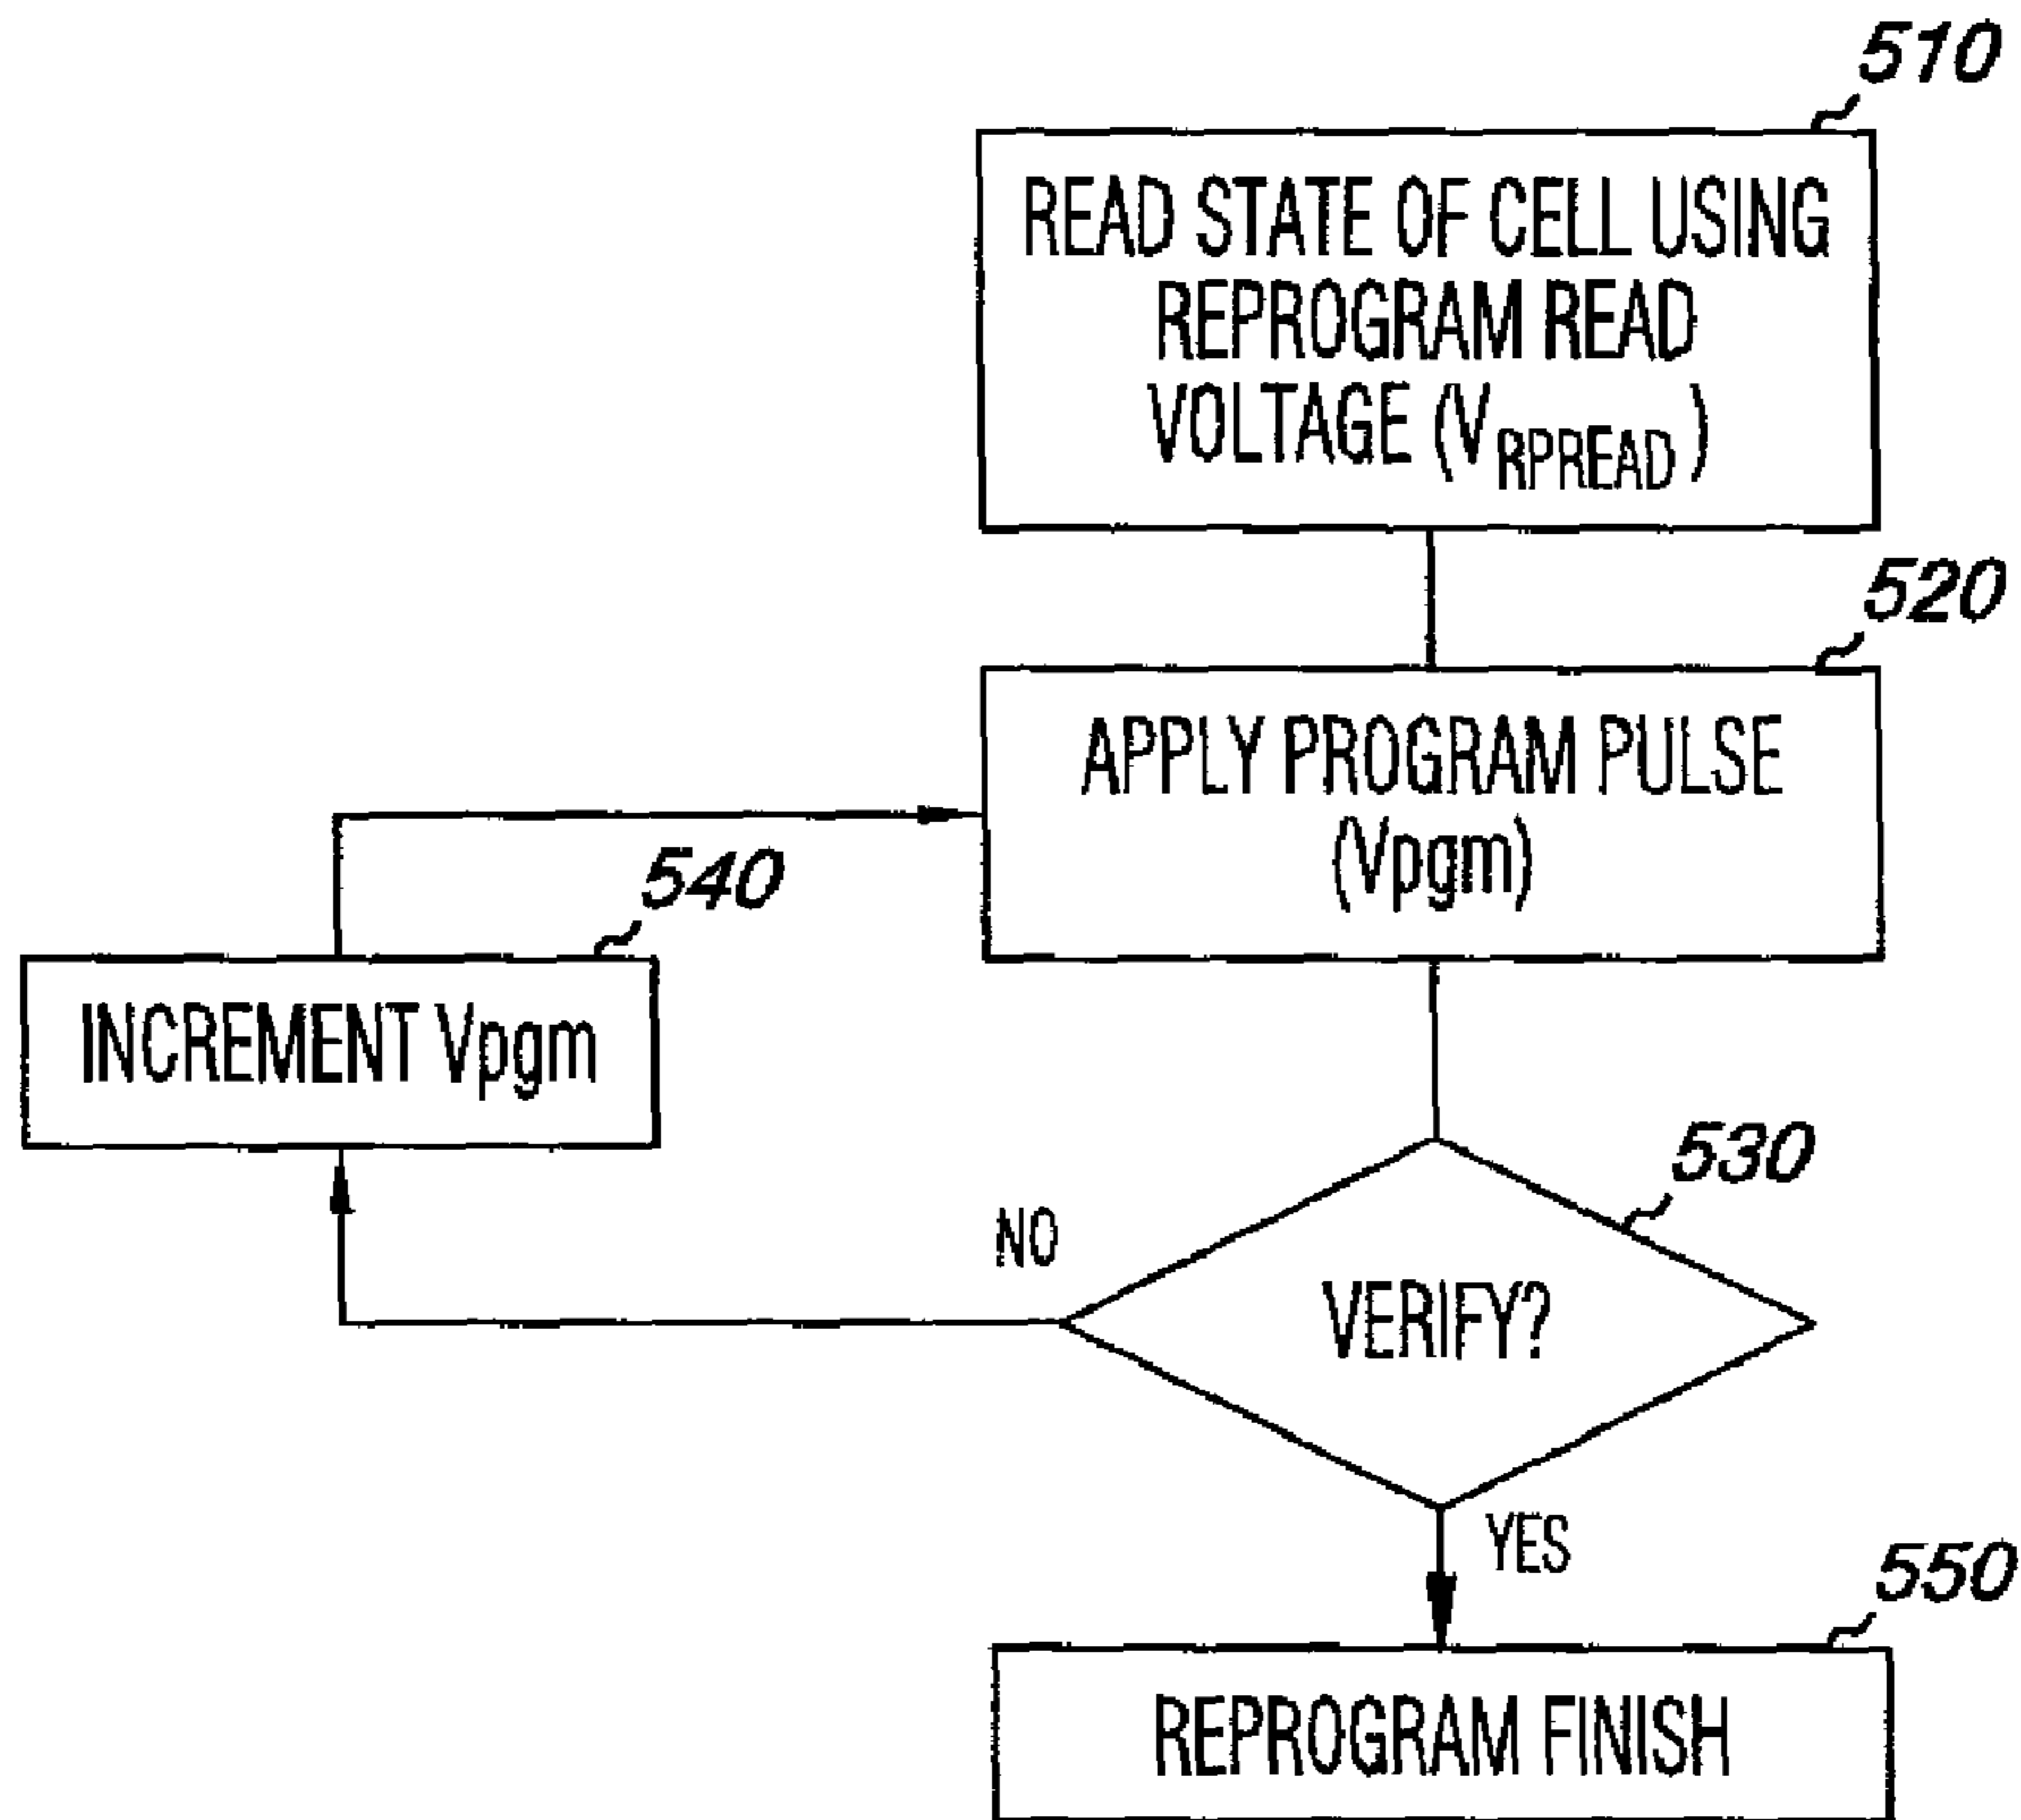 510
READ STATE OF CELL USING
REPROGRAM READ
VOLTAGE (VRPREAD)
520
APPLY PROGRAM PULSE
(Vpgm)
540
INCREMENT Vpgm
530
NO
VERIFY?
YES
550
REPROGRAM FINISH